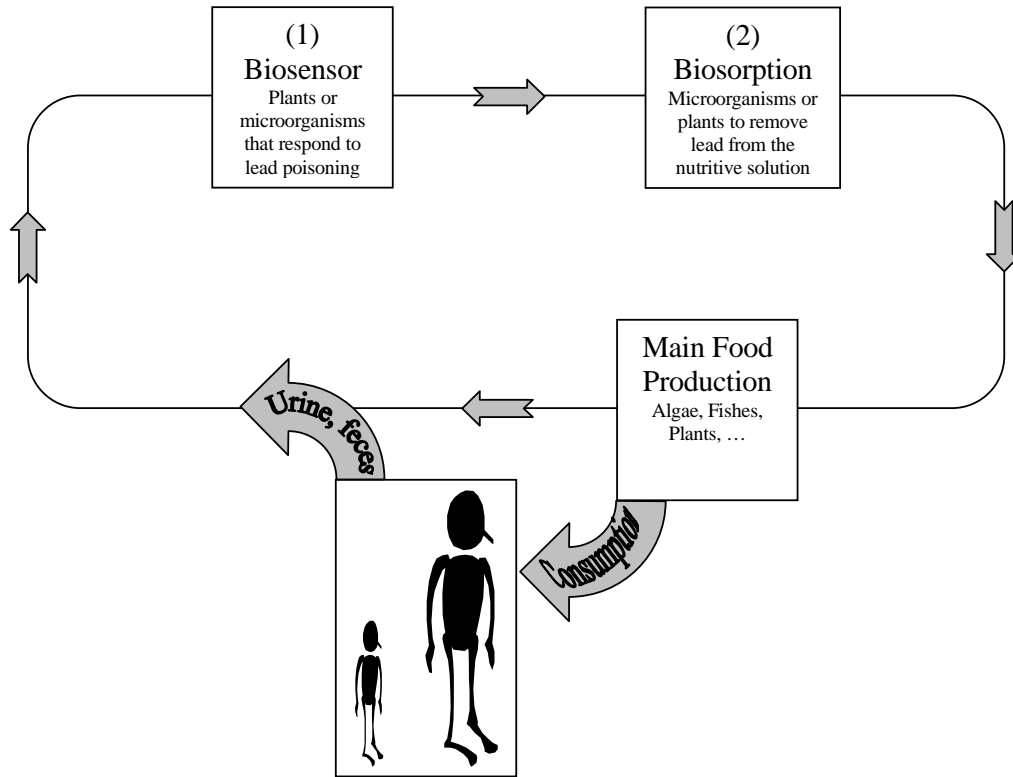 (1)
Biosensor
Plants or
microorganisms
that respond to
lead poisoning
(2)
Biosorption
Microorganisms or
plants to remove
lead from the
nutritive solution
Main Food
Production
Algae, Fishes,
Plants, …
Urine, feces
Consumption